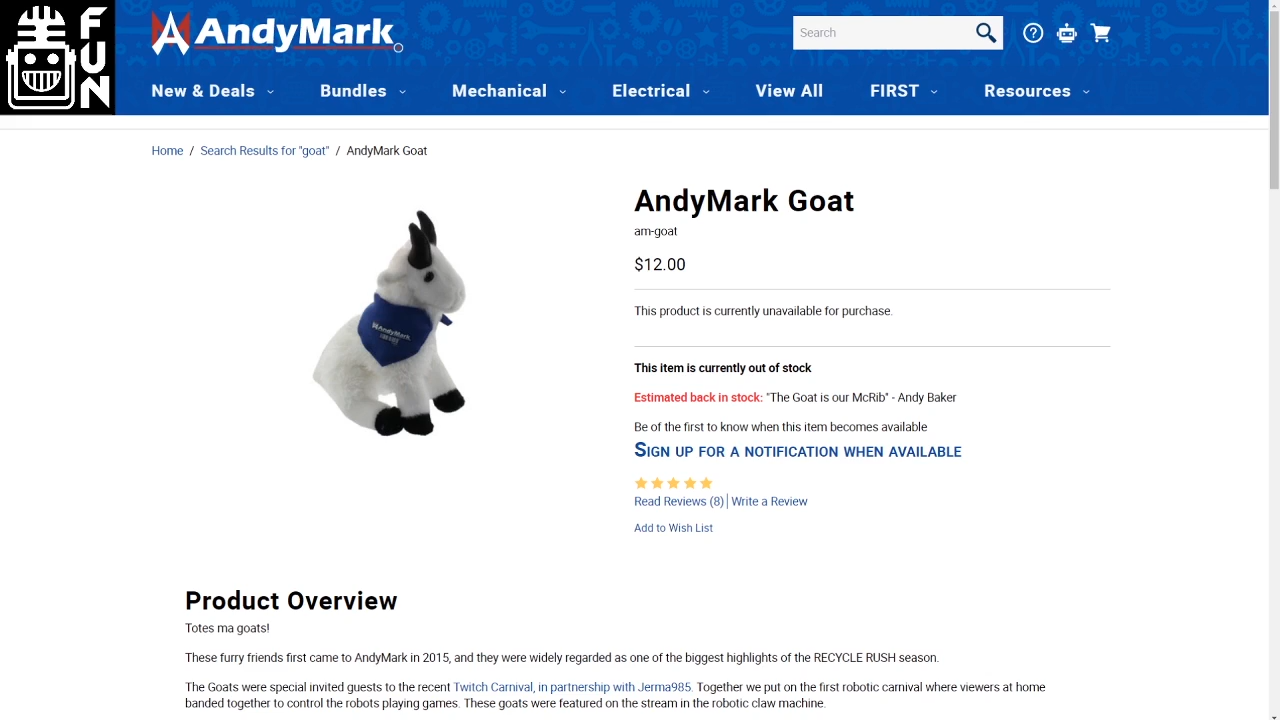 FUN
AndyMark
Search
New & Deals
Bundles
Mechanical
Electrical
View All
FIRST
Resources
Home / Search Results for "goat" / AndyMark Goat
AndyMark
AndyMark Goat
am-goat
$12.00
This product is currently unavailable for purchase.
This item is currently out of stock
Estimated back in stock: "The Goat is our McRib" - Andy Baker
Be of the first to know when this item becomes available
Sign up for a notification when available
Read Reviews (8) | Write a Review
Add to Wish List
Product Overview
Totes ma goats!
These furry friends first came to AndyMark in 2015, and they were widely regarded as one of the biggest highlights of the RECYCLE RUSH season.
The Goats were special invited guests to the recent Twitch Carnival, in partnership with Jerma985. Together we put on the first robotic carnival where viewers at home
banded together to control the robots playing games. These goats were featured on the stream in the robotic claw machine.